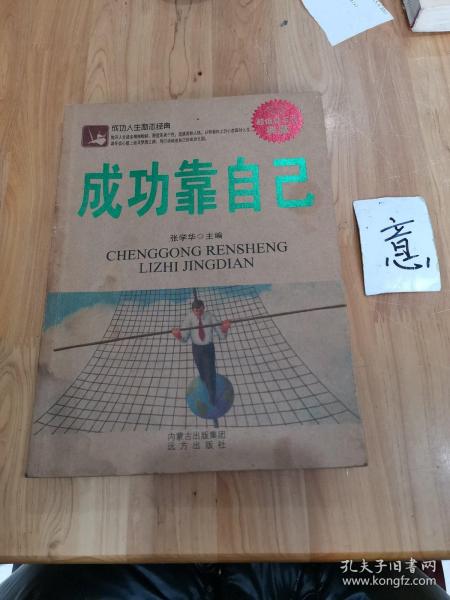 成功人生励志经典
成功靠自己
张学华◎主编
CHENGGONG RENSHENG
LIZHI JINGDIAN
内蒙古出版集团
远方出版社
意
孔夫子旧书网
www.kongfz.com